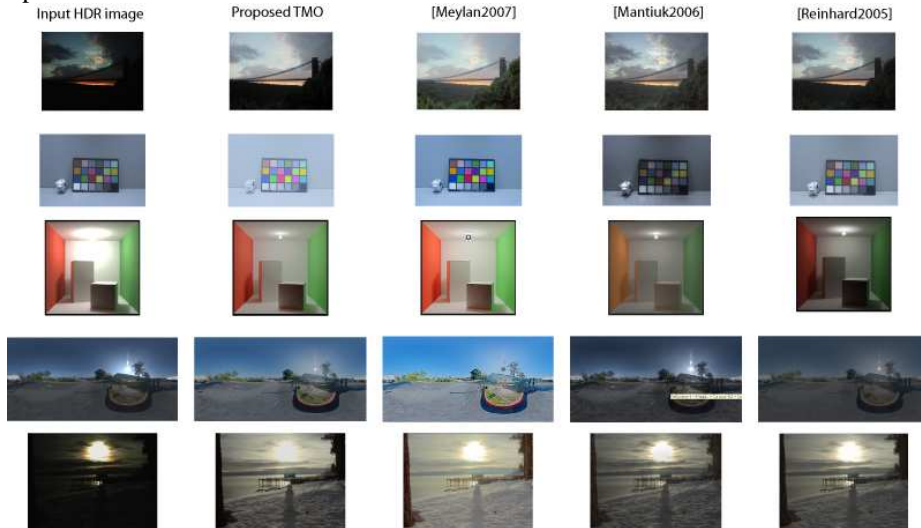 Input HDR image
Proposed TMO
[Meylan2007]
[Mantiuk2006]
[Reinhard2005]